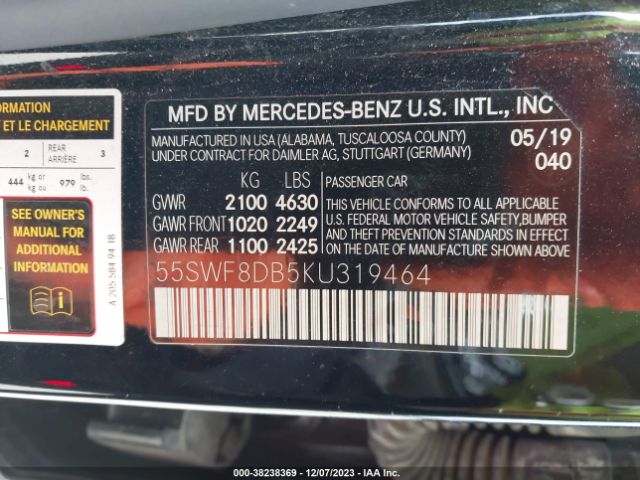 ORMATION
ET LE CHARGEMENT
2 REAR ARRIÈRE 3
444 kg or kg ou 979 lbs. lb.
SEE OWNER'S
MANUAL FOR
ADDITIONAL
INFORMATION
A 205 584 94 18
MFD BY MERCEDES-BENZ U.S. INTL., INC
MANUFACTURED IN USA (ALABAMA, TUSCALOOSA COUNTY) 05/19
UNDER CONTRACT FOR DAIMLER AG, STUTTGART (GERMANY) 040
KG LBS PASSENGER CAR
GVWR 2100 4630
GAWR FRONT 1020 2249
GAWR REAR 1100 2425
THIS VEHICLE CONFORMS TO ALL APPLICABLE
U.S. FEDERAL MOTOR VEHICLE SAFETY,BUMPER
AND THEFT PREVENTION STANDARDS IN EFFECT
ON THE DATE OF MANUFACTURE SHOWN ABOVE
55SWF8DB5KU319464
000-38238369 - 12/07/2023 - IAA Inc.